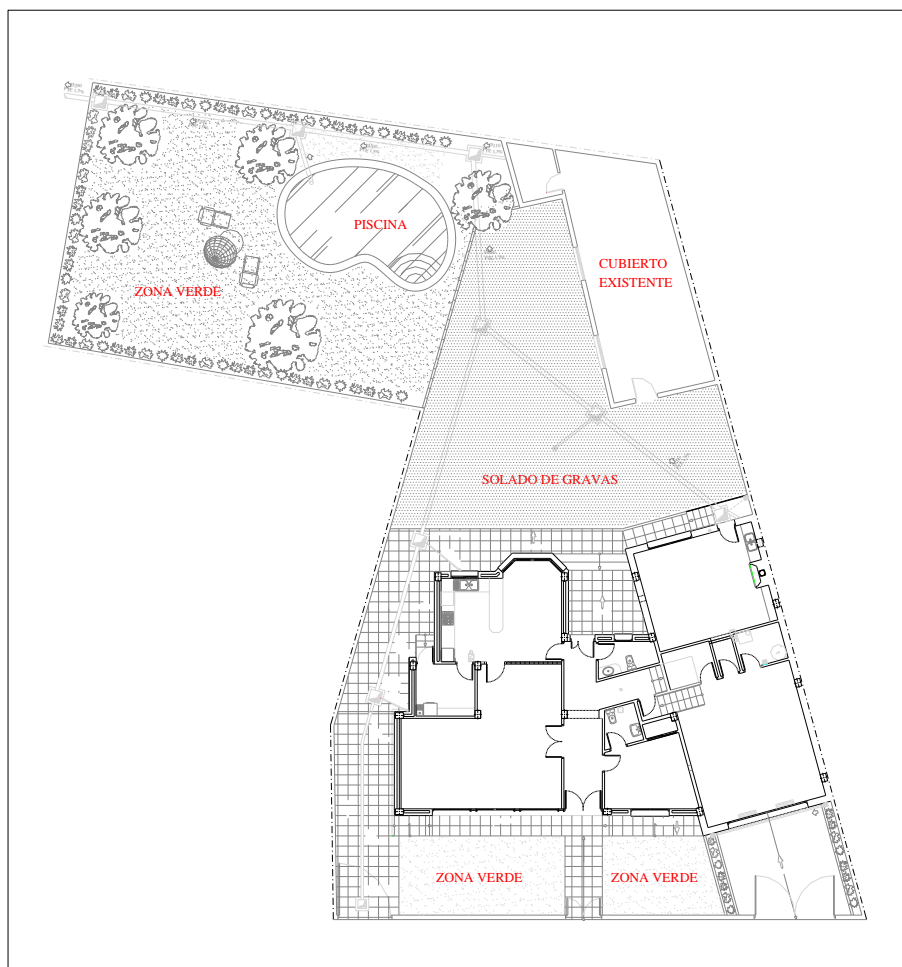 PISCINA
CUBIERTO
EXISTENTE
ZONA VERDE
SOLADO DE GRAVAS
ZONA VERDE
ZONA VERDE